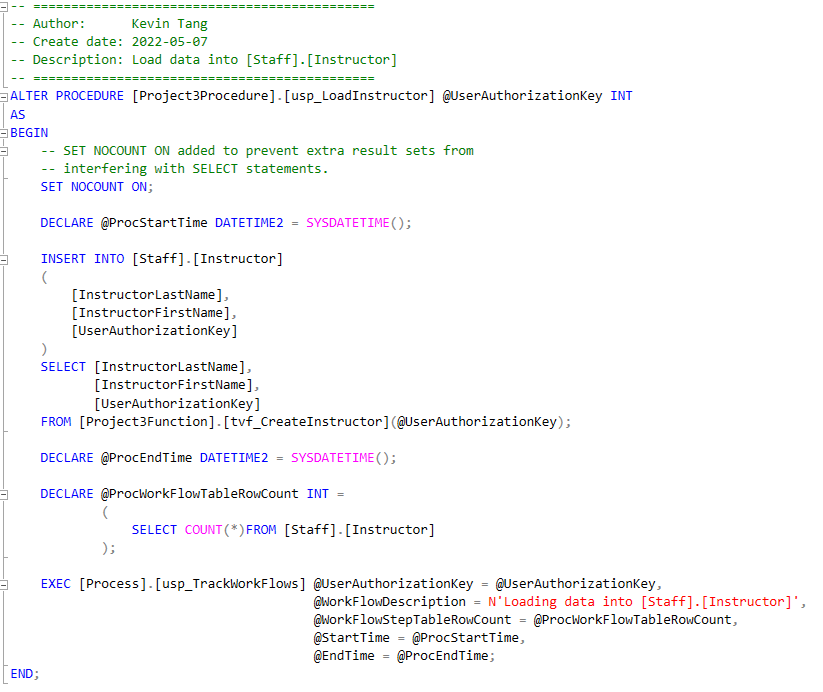 -- =============================================
-- Author:      Kevin Tang
-- Create date: 2022-05-07
-- Description: Load data into [Staff].[Instructor]
-- =============================================
ALTER PROCEDURE [Project3Procedure].[usp_LoadInstructor] @UserAuthorizationKey INT
AS
BEGIN
    -- SET NOCOUNT ON added to prevent extra result sets from
    -- interfering with SELECT statements.
    SET NOCOUNT ON;

    DECLARE @ProcStartTime DATETIME2 = SYSDATETIME();

    INSERT INTO [Staff].[Instructor]
    (
        [InstructorLastName],
        [InstructorFirstName],
        [UserAuthorizationKey]
    )
    SELECT [InstructorLastName],
           [InstructorFirstName],
           [UserAuthorizationKey]
    FROM [Project3Function].[tvf_CreateInstructor](@UserAuthorizationKey);

    DECLARE @ProcEndTime DATETIME2 = SYSDATETIME();

    DECLARE @ProcWorkFlowTableRowCount INT =
            (
                SELECT COUNT(*)FROM [Staff].[Instructor]
            );

    EXEC [Process].[usp_TrackWorkFlows] @UserAuthorizationKey = @UserAuthorizationKey,
                                        @WorkFlowDescription = N'Loading data into [Staff].[Instructor]',
                                        @WorkFlowStepTableRowCount = @ProcWorkFlowTableRowCount,
                                        @StartTime = @ProcStartTime,
                                        @EndTime = @ProcEndTime;
END;